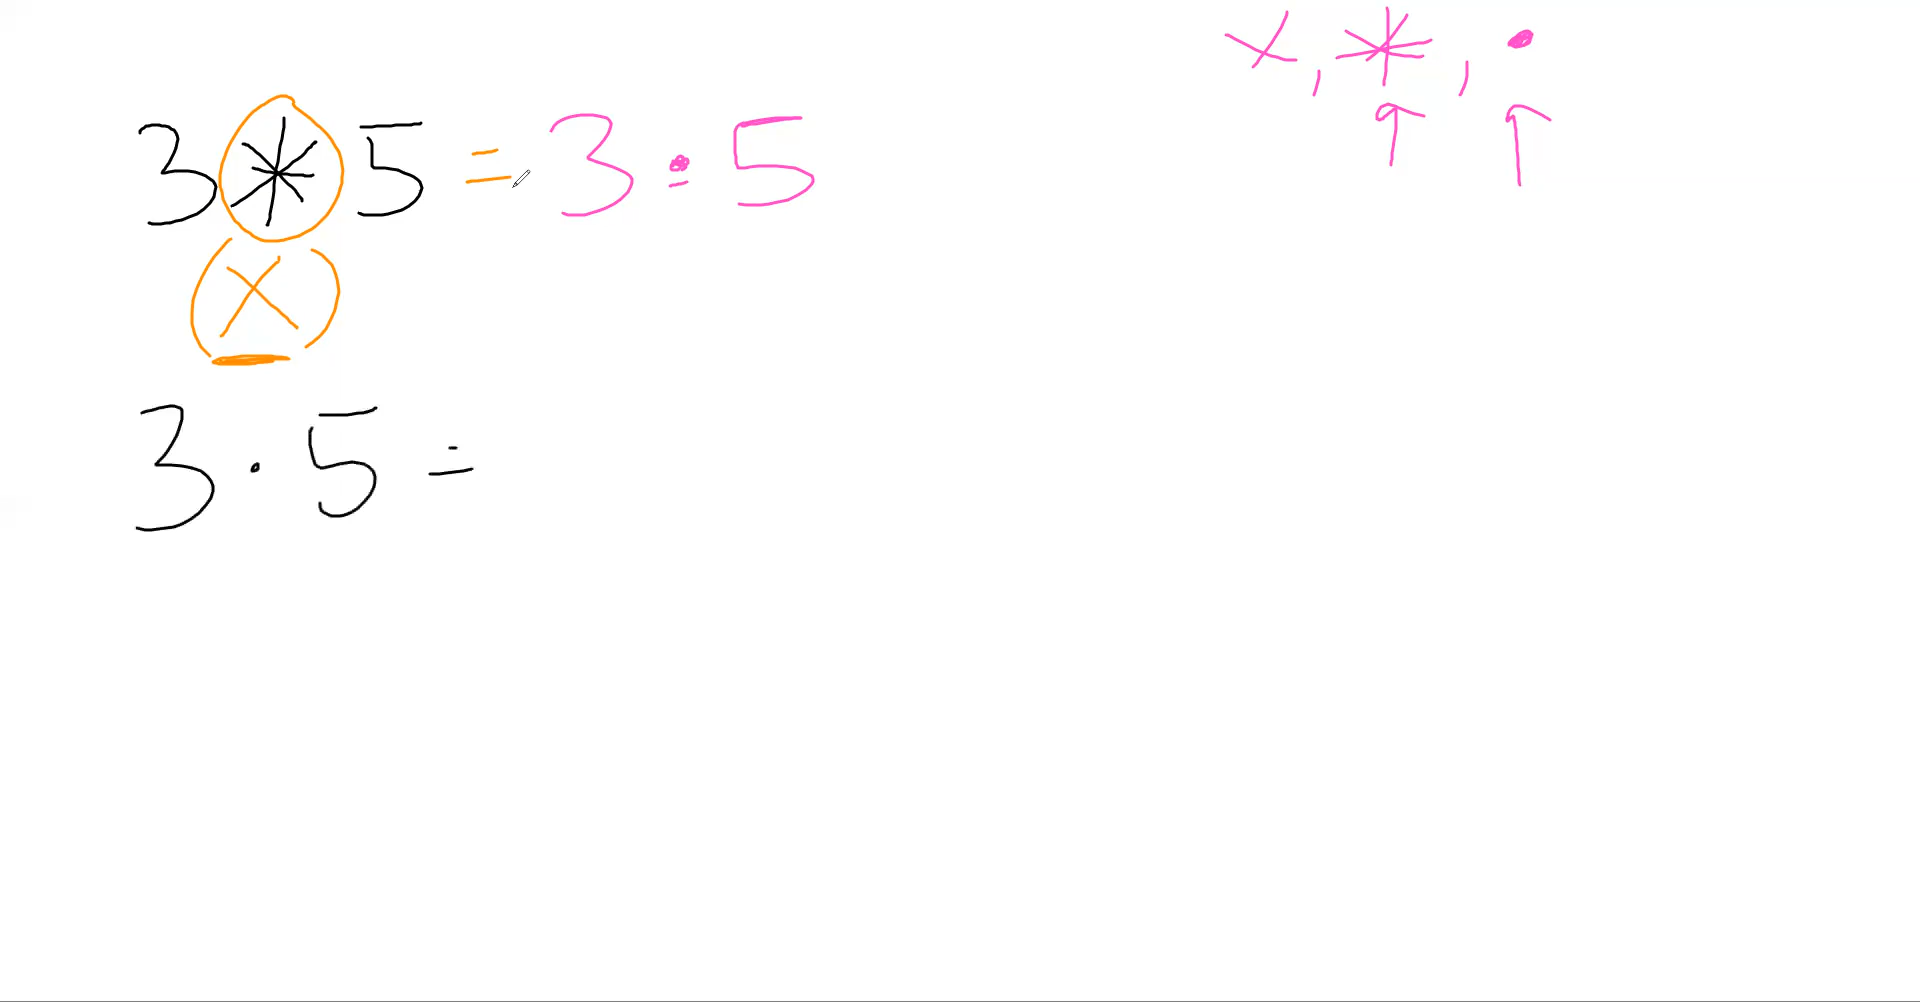 ×, *, •
3 * 5 = 3 • 5
(×)
3 · 5 =